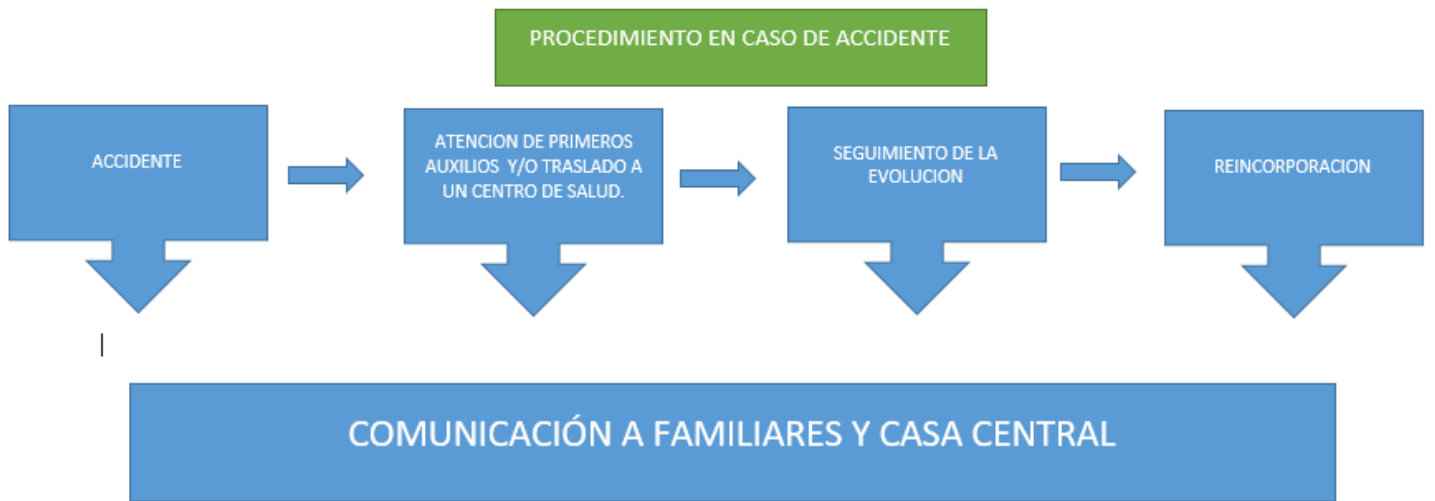 PROCEDIMIENTO EN CASO DE ACCIDENTE
ACCIDENTE
ATENCION DE PRIMEROS
AUXILIOS Y/O TRASLADO A
UN CENTRO DE SALUD.
SEGUIMIENTO DE LA
EVOLUCION
REINCORPORACION
COMUNICACIÓN A FAMILIARES Y CASA CENTRAL